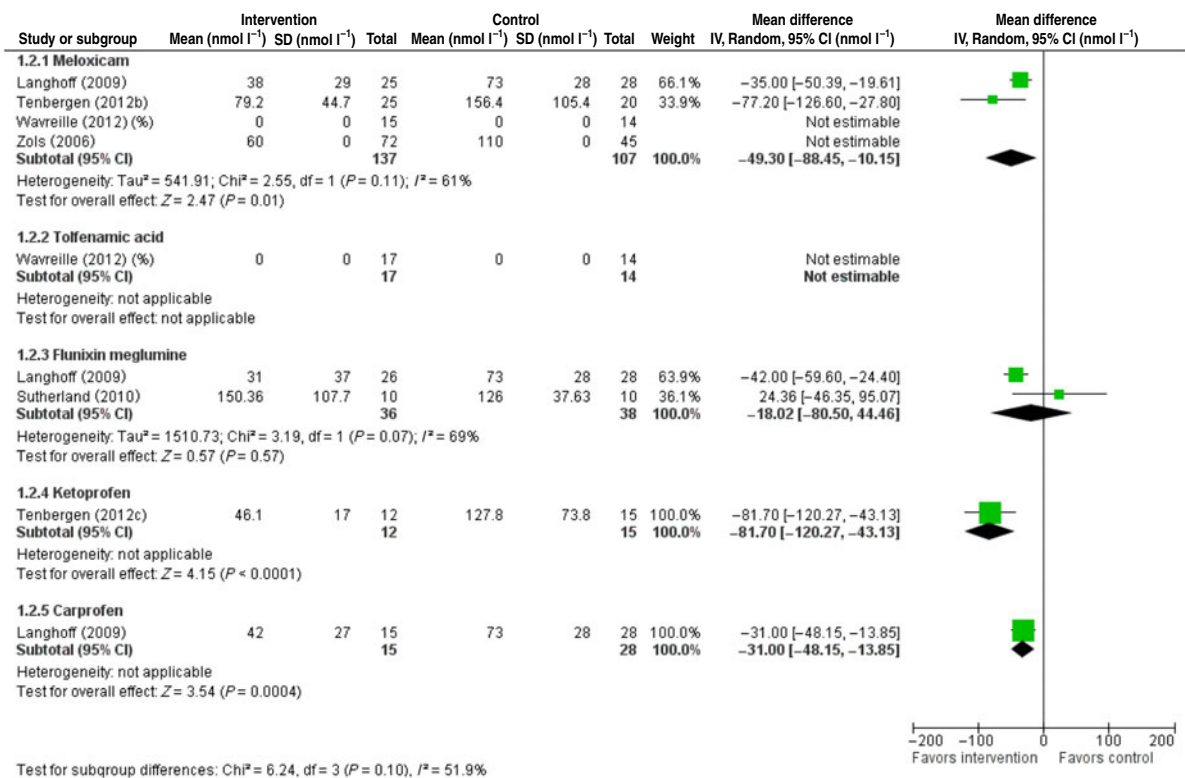 Intervention Control Mean difference Mean difference
Study or subgroup Mean (nmol l⁻¹) SD (nmol l⁻¹) Total Mean (nmol l⁻¹) SD (nmol l⁻¹) Total Weight IV, Random, 95% CI (nmol l⁻¹) IV, Random, 95% CI (nmol l⁻¹)
1.2.1 Meloxicam
Langhoff (2009) 38 29 25 73 28 28 66.1% −35.00 [−50.39, −19.61]
Tenbergen (2012b) 79.2 44.7 25 156.4 105.4 20 33.9% −77.20 [−126.60, −27.80]
Wavreille (2012) (%) 0 0 15 0 0 14 Not estimable
Zols (2006) 60 0 72 110 0 45 Not estimable
Subtotal (95% CI) 137 107 100.0% −49.30 [−88.45, −10.15]
Heterogeneity: Tau² = 541.91; Chi² = 2.55, df = 1 (P = 0.11); I² = 61%
Test for overall effect: Z = 2.47 (P = 0.01)
1.2.2 Tolfenamic acid
Wavreille (2012) (%) 0 0 17 0 0 14 Not estimable
Subtotal (95% CI) 17 14 Not estimable
Heterogeneity: not applicable
Test for overall effect: not applicable
1.2.3 Flunixin meglumine
Langhoff (2009) 31 37 26 73 28 28 63.9% −42.00 [−59.60, −24.40]
Sutherland (2010) 150.36 107.7 10 126 37.63 10 36.1% 24.36 [−46.35, 95.07]
Subtotal (95% CI) 36 38 100.0% −18.02 [−80.50, 44.46]
Heterogeneity: Tau² = 1510.73; Chi² = 3.19, df = 1 (P = 0.07); I² = 69%
Test for overall effect: Z = 0.57 (P = 0.57)
1.2.4 Ketoprofen
Tenbergen (2012c) 46.1 17 12 127.8 73.8 15 100.0% −81.70 [−120.27, −43.13]
Subtotal (95% CI) 12 15 100.0% −81.70 [−120.27, −43.13]
Heterogeneity: not applicable
Test for overall effect: Z = 4.15 (P < 0.0001)
1.2.5 Carprofen
Langhoff (2009) 42 27 15 73 28 28 100.0% −31.00 [−48.15, −13.85]
Subtotal (95% CI) 15 28 100.0% −31.00 [−48.15, −13.85]
Heterogeneity: not applicable
Test for overall effect: Z = 3.54 (P = 0.0004)
−200 −100 0 100 200
Favors intervention Favors control
Test for subgroup differences: Chi² = 6.24, df = 3 (P = 0.10), I² = 51.9%